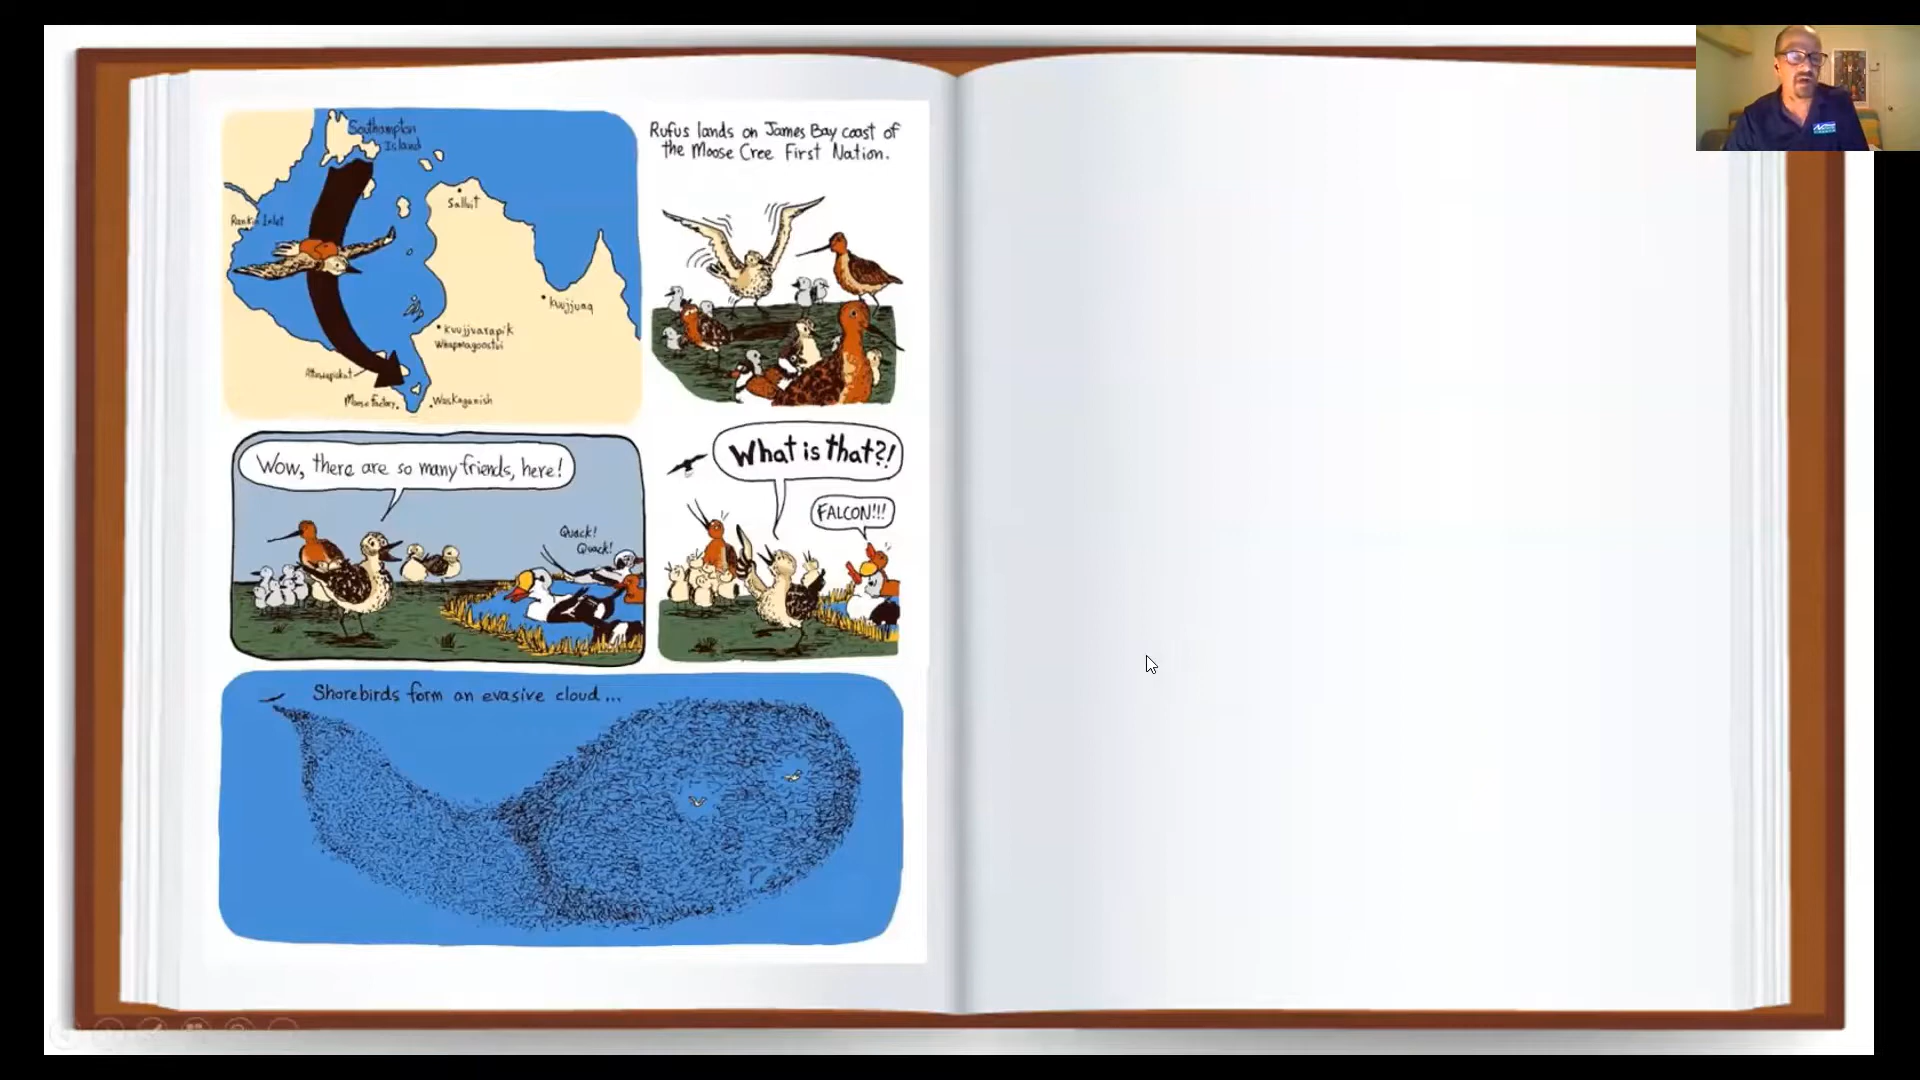 Southampton
Island
Rankin Inlet
Salluit
Kuujjuaq
Kuujjuarapik
Whapmagoostui
Attawapiskat
Moose Factory
Waskaganish
Rufus lands on James Bay coast of
the Moose Cree First Nation.
Wow, there are so many friends, here!
Quack!
Quack!
What is that?!
FALCON!!!
Shorebirds form an evasive cloud...